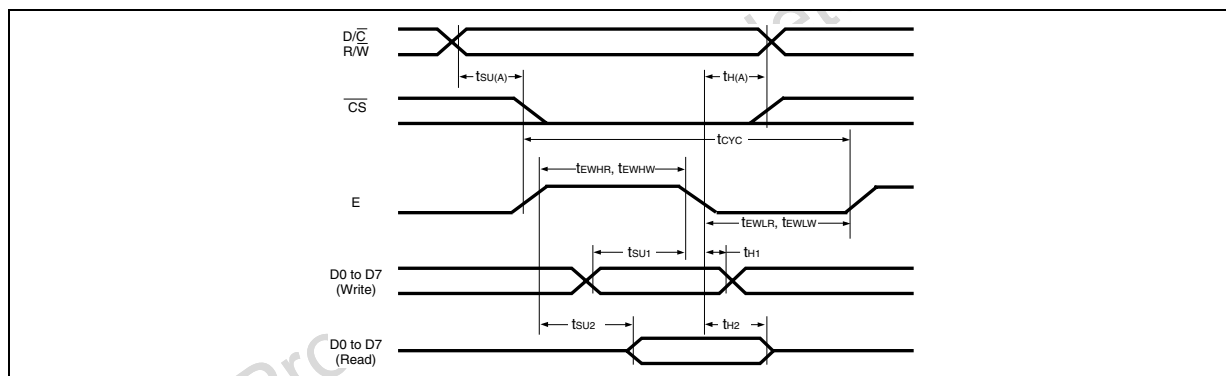 D/C̅
R/W̅
tSU(A)
tH(A)
C̅S̅
tCYC
tEWHR, tEWHW
E
tEWLR, tEWLW
tSU1
tH1
D0 to D7
(Write)
tSU2
tH2
D0 to D7
(Read)